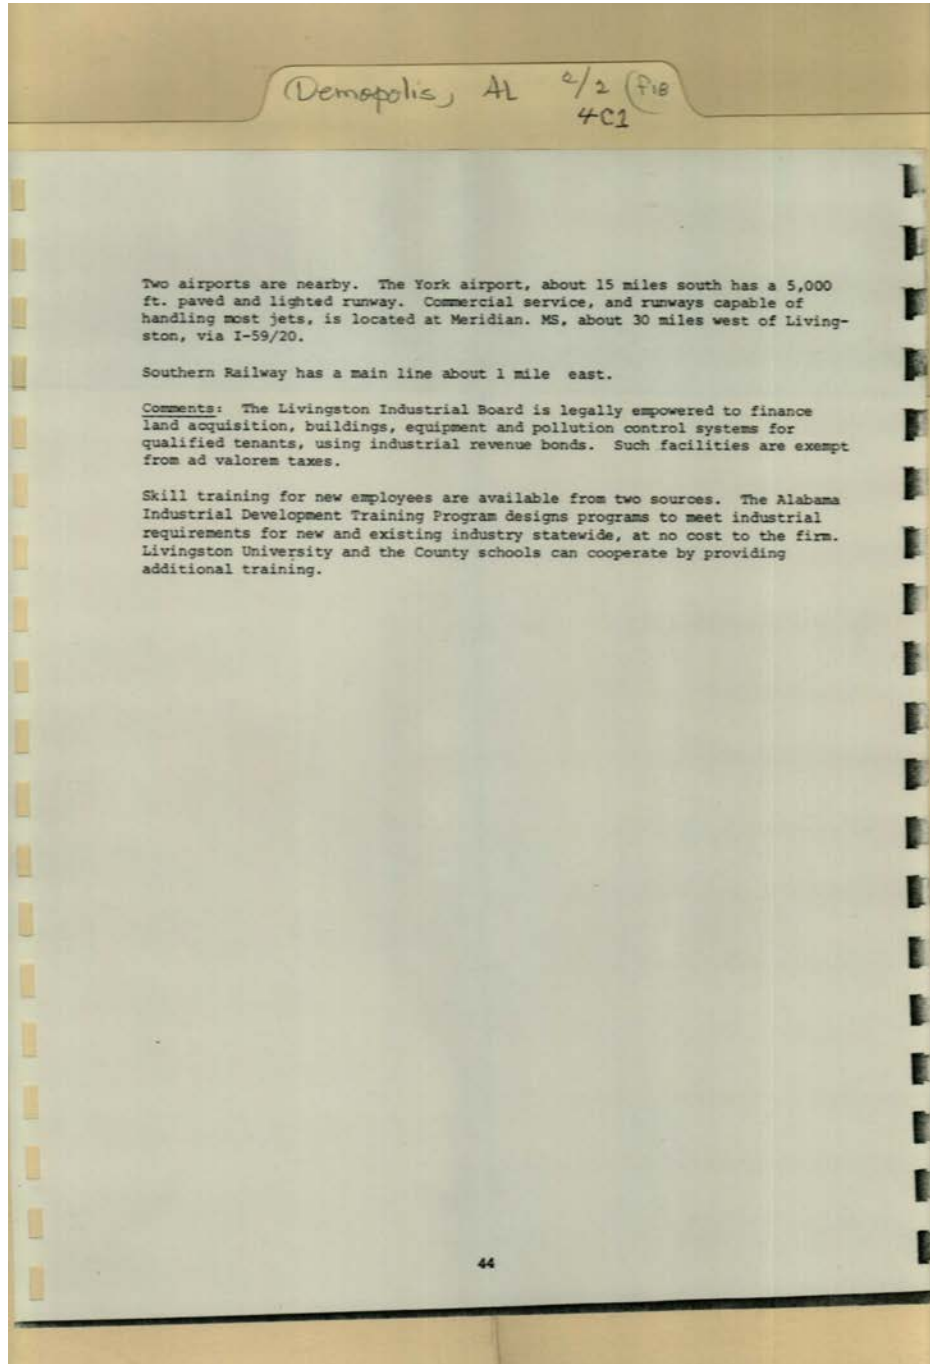 (Demopolis, AL 2/2 (F18
4C1
Two airports are nearby. The York airport, about 15 miles south has a 5,000
ft. paved and lighted runway. Commercial service, and runways capable of
handling most jets, is located at Meridian. MS, about 30 miles west of Living-
ston, via I-59/20.
Southern Railway has a main line about 1 mile east.
Comments: The Livingston Industrial Board is legally empowered to finance
land acquisition, buildings, equipment and pollution control systems for
qualified tenants, using industrial revenue bonds. Such facilities are exempt
from ad valorem taxes.
Skill training for new employees are available from two sources. The Alabama
Industrial Development Training Program designs programs to meet industrial
requirements for new and existing industry statewide, at no cost to the firm.
Livingston University and the County schools can cooperate by providing
additional training.
44